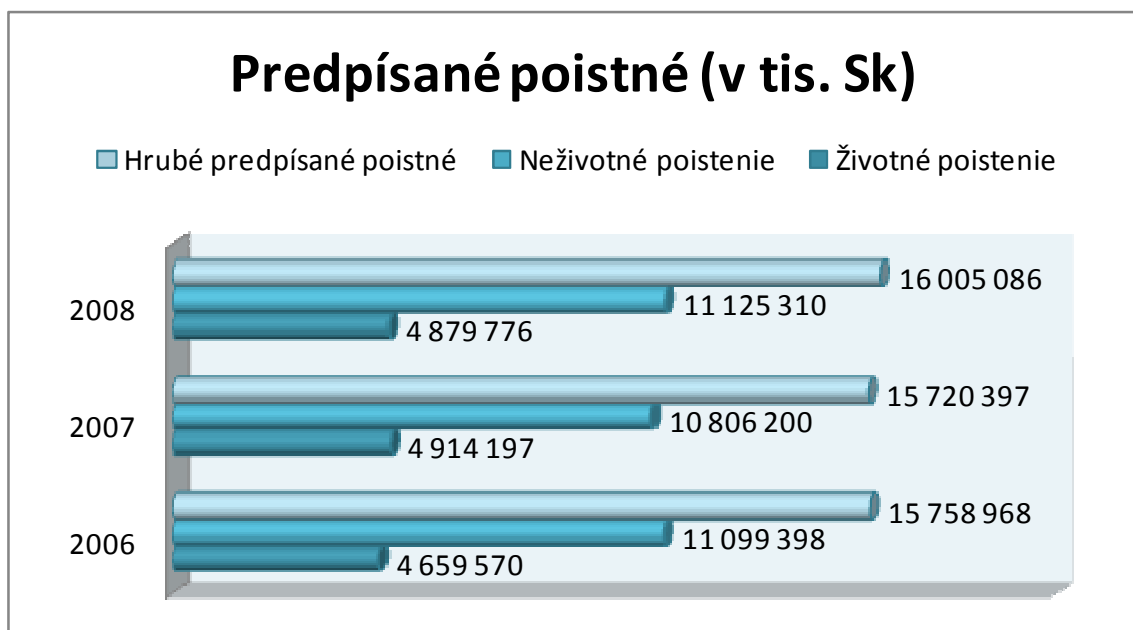 Predpísané poistné (v tis. Sk)
Hrubé predpísané poistné Neživotné poistenie Životné poistenie
2008
16 005 086
11 125 310
4 879 776
2007
15 720 397
10 806 200
4 914 197
2006
15 758 968
11 099 398
4 659 570